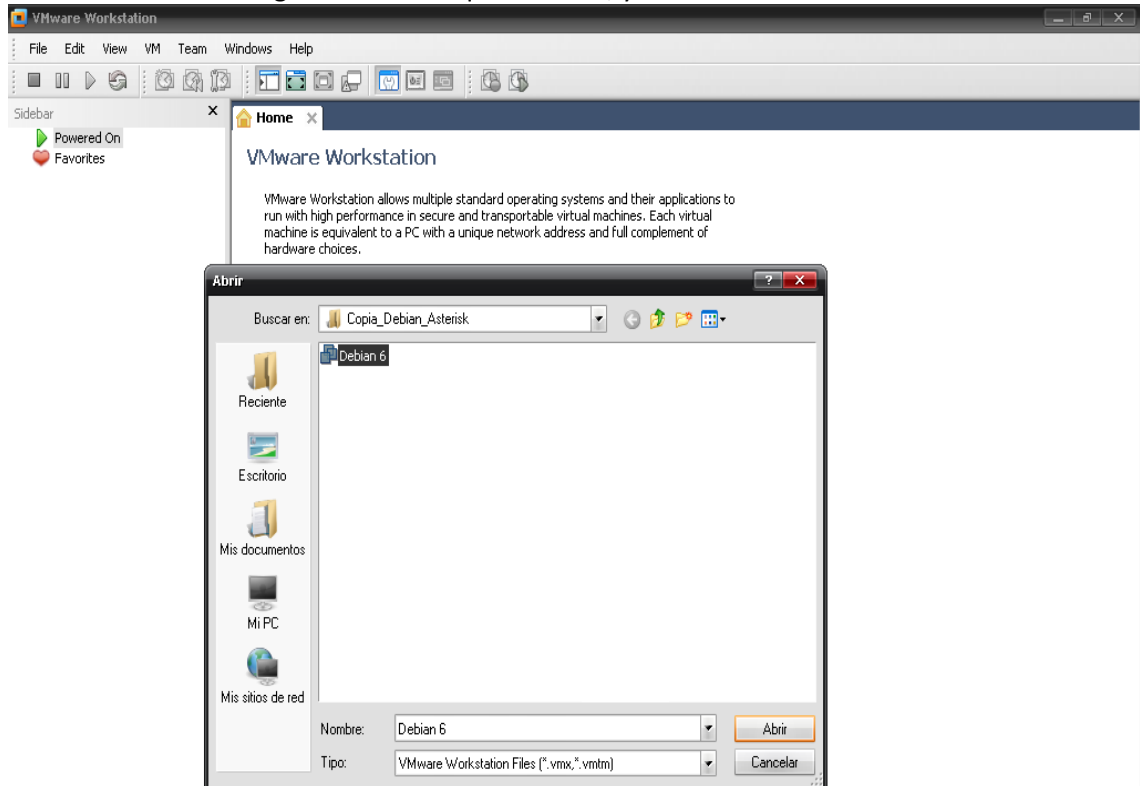 VMware Workstation
File Edit View VM Team Windows Help
Sidebar
Home
Powered On
Favorites
VMware Workstation
VMware Workstation allows multiple standard operating systems and their applications to
run with high performance in secure and transportable virtual machines. Each virtual
machine is equivalent to a PC with a unique network address and full complement of
hardware choices.
Abrir
Buscar en: Copia_Debian_Asterisk
Debian 6
Reciente
Escritorio
Mis documentos
Mi PC
Mis sitios de red
Nombre: Debian 6 Abrir
Tipo: VMware Workstation Files (*.vmx,*.vmtm) Cancelar